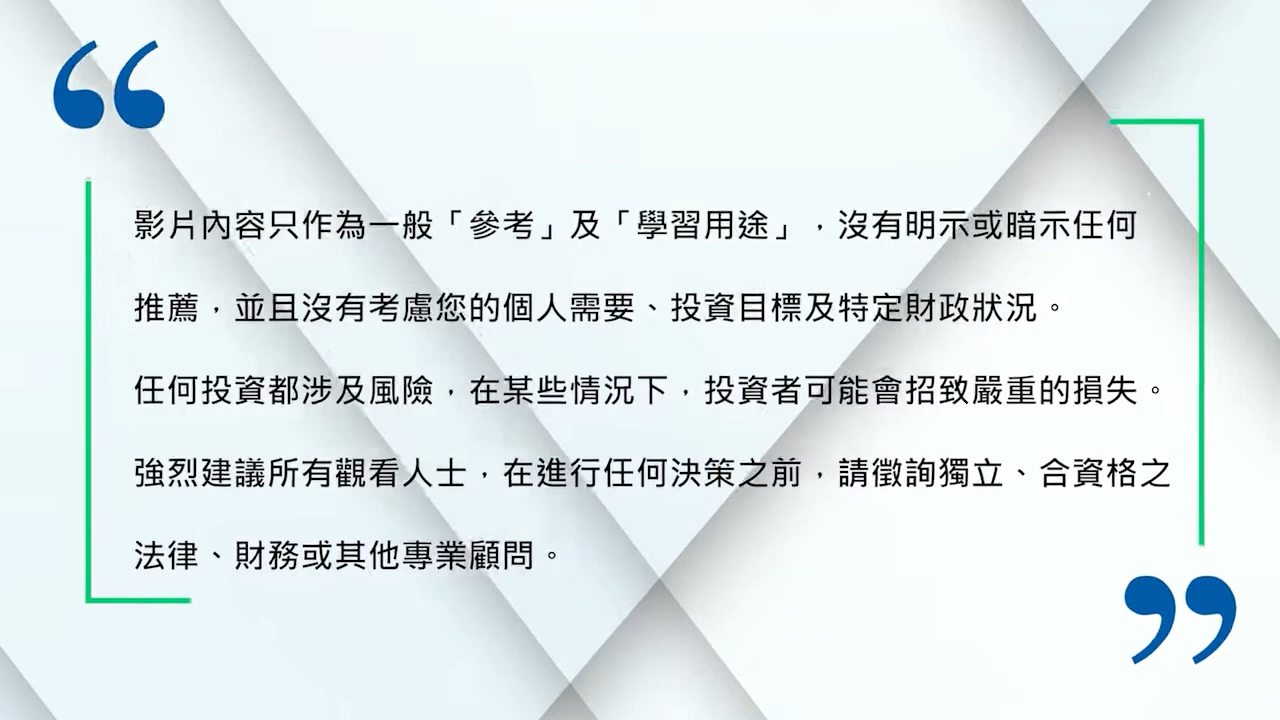 影片內容只作為一般「參考」及「學習用途」，沒有明示或暗示任何
推薦，並且沒有考慮您的個人需要、投資目標及特定財政狀況。
任何投資都涉及風險，在某些情況下，投資者可能會招致嚴重的損失。
強烈建議所有觀看人士，在進行任何決策之前，請徵詢獨立、合資格之
法律、財務或其他專業顧問。